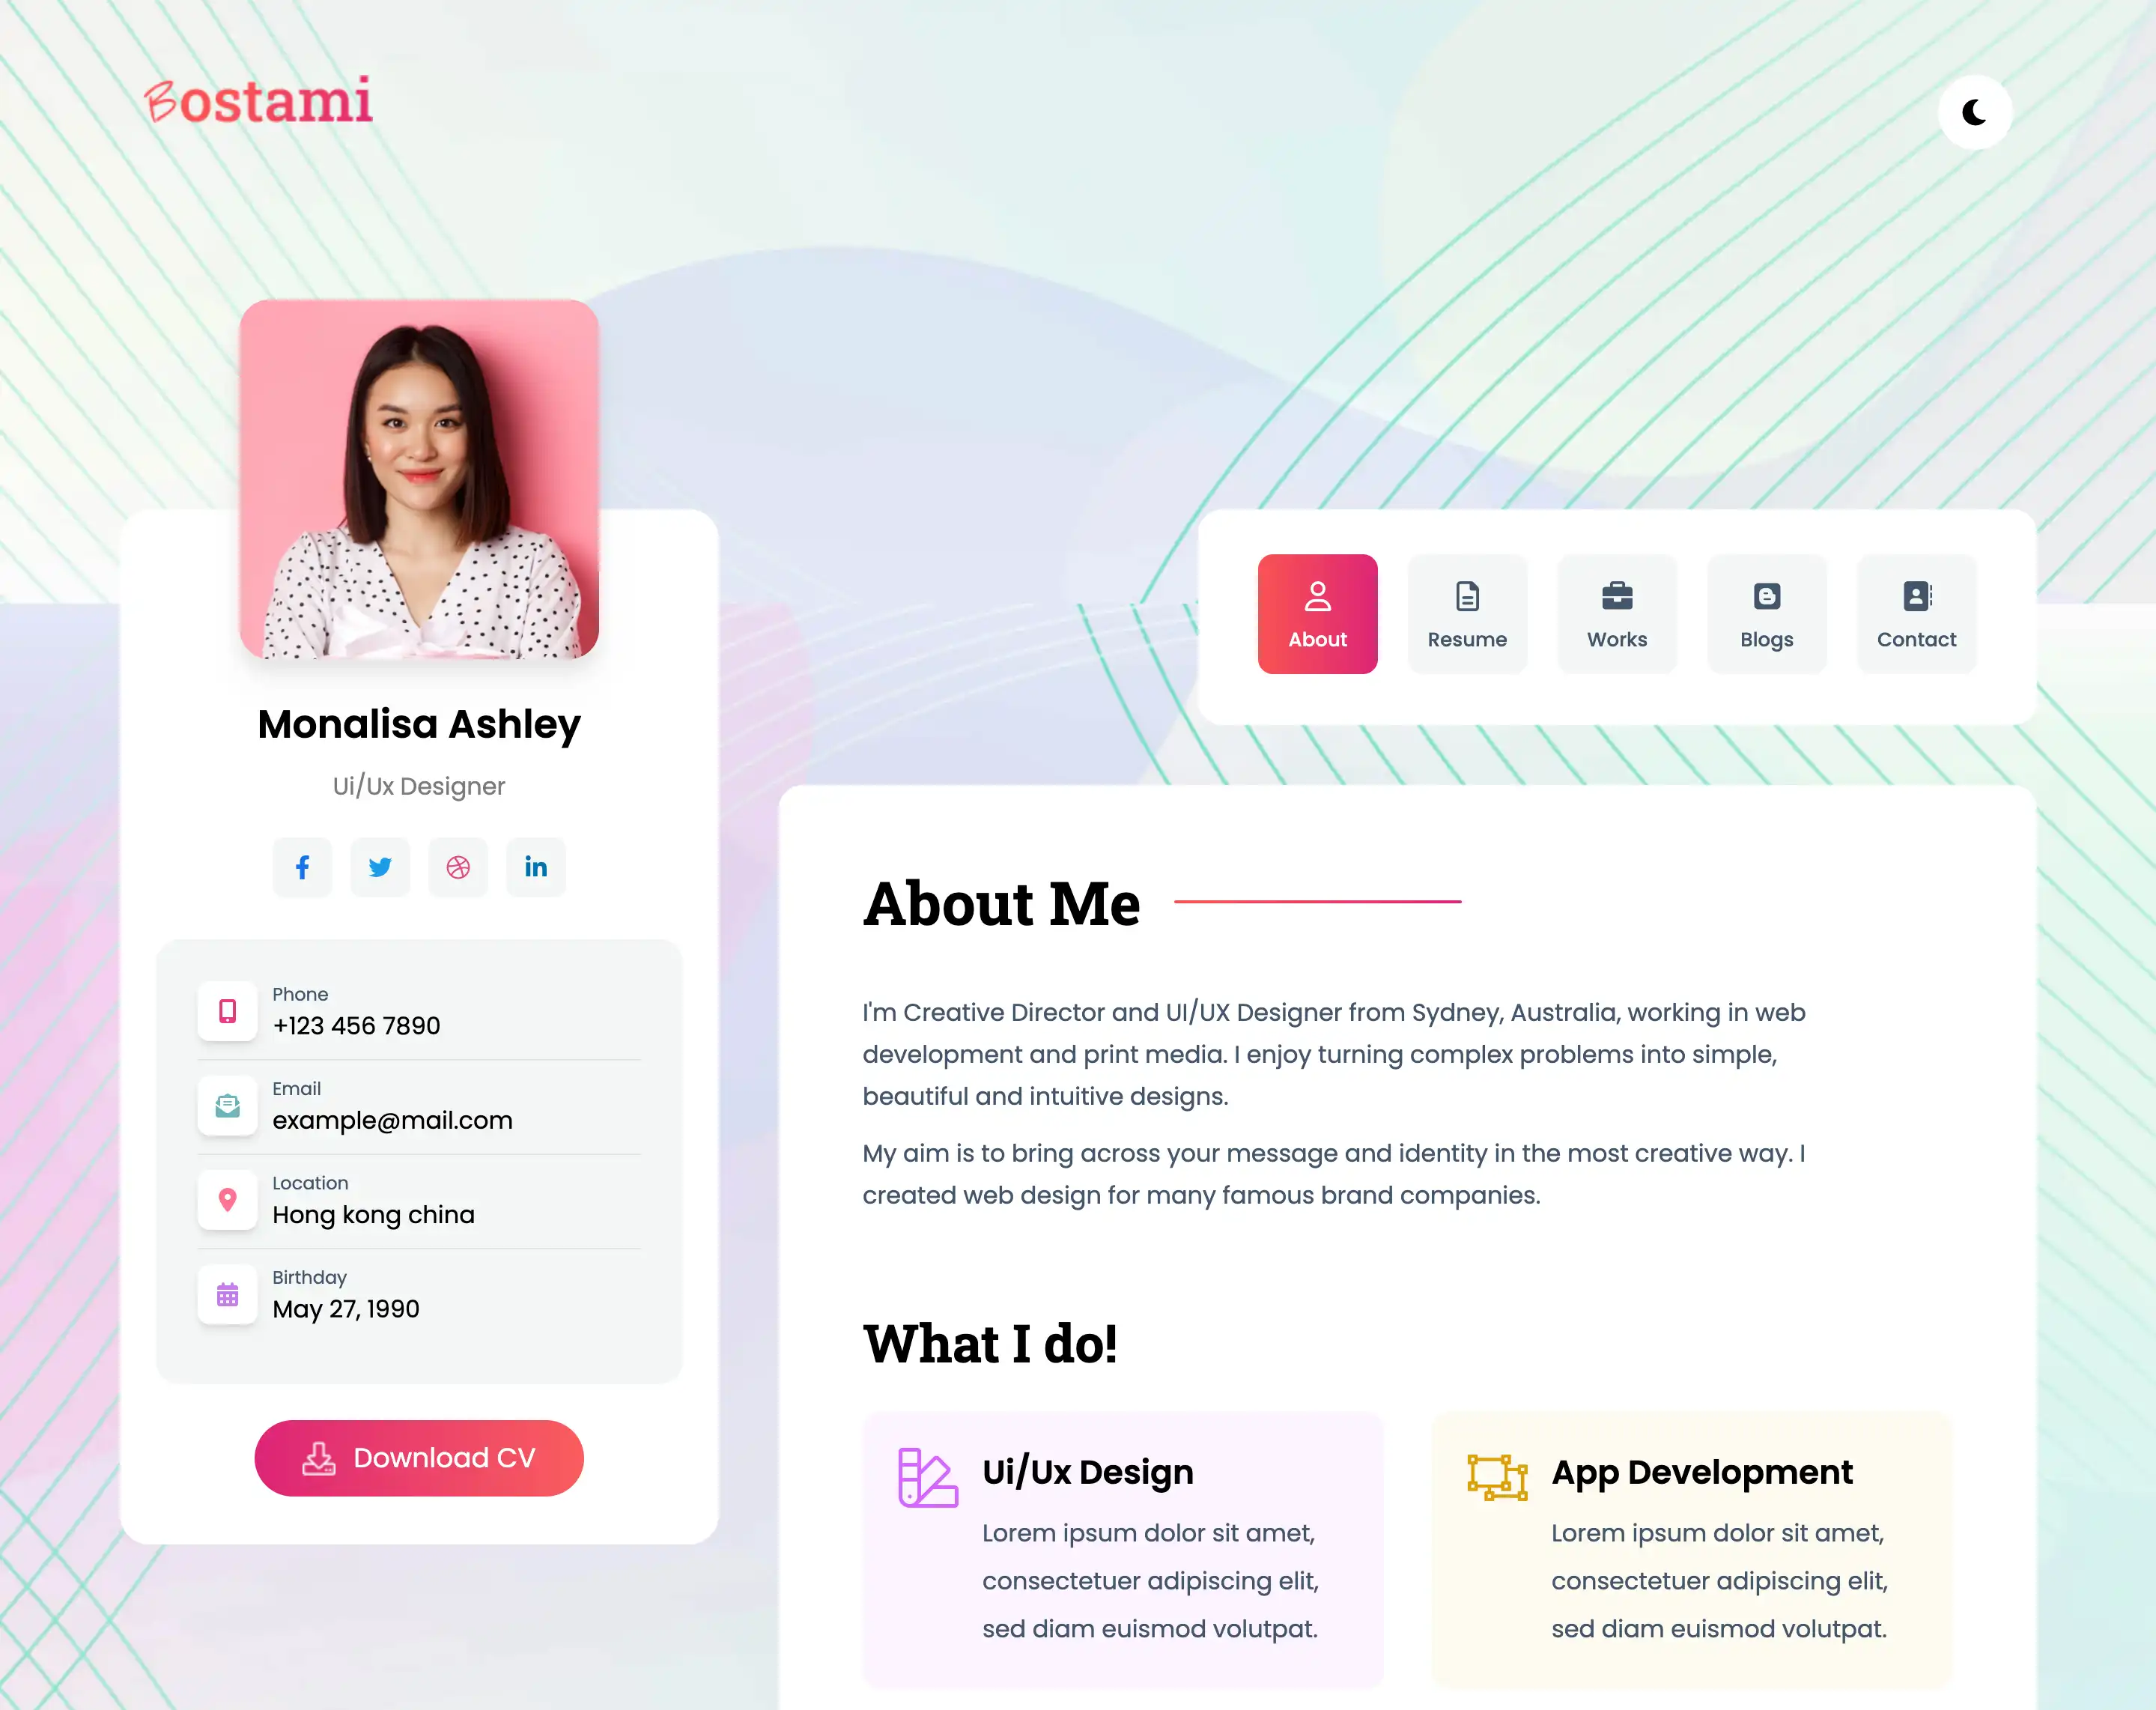 Bostami
Monalisa Ashley
Ui/Ux Designer
Phone
+123 456 7890
Email
example@mail.com
Location
Hong kong china
Birthday
May 27, 1990
Download CV
About
Resume
Works
Blogs
Contact
About Me
I'm Creative Director and UI/UX Designer from Sydney, Australia, working in web
development and print media. I enjoy turning complex problems into simple,
beautiful and intuitive designs.
My aim is to bring across your message and identity in the most creative way. I
created web design for many famous brand companies.
What I do!
Ui/Ux Design
Lorem ipsum dolor sit amet,
consectetuer adipiscing elit,
sed diam euismod volutpat.
App Development
Lorem ipsum dolor sit amet,
consectetuer adipiscing elit,
sed diam euismod volutpat.